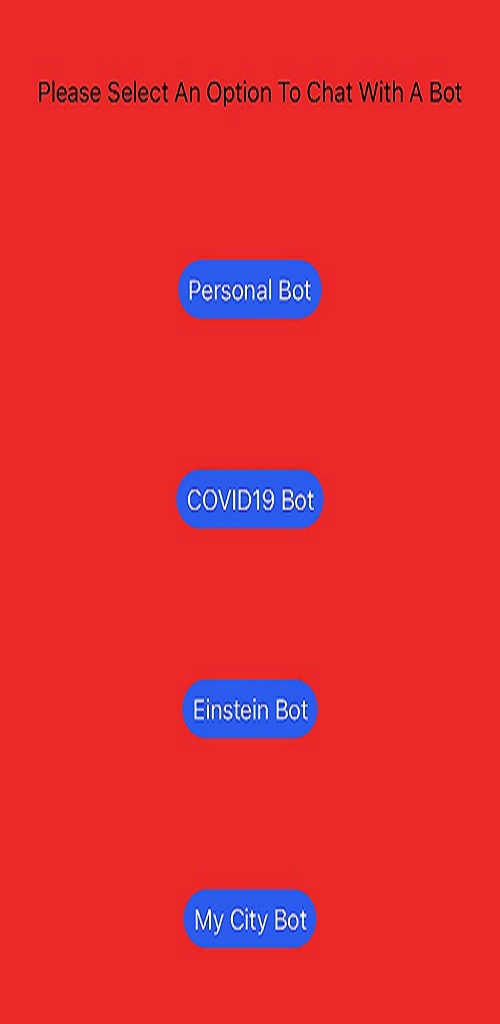 Please Select An Option To Chat With A Bot
Personal Bot
COVID19 Bot
Einstein Bot
My City Bot